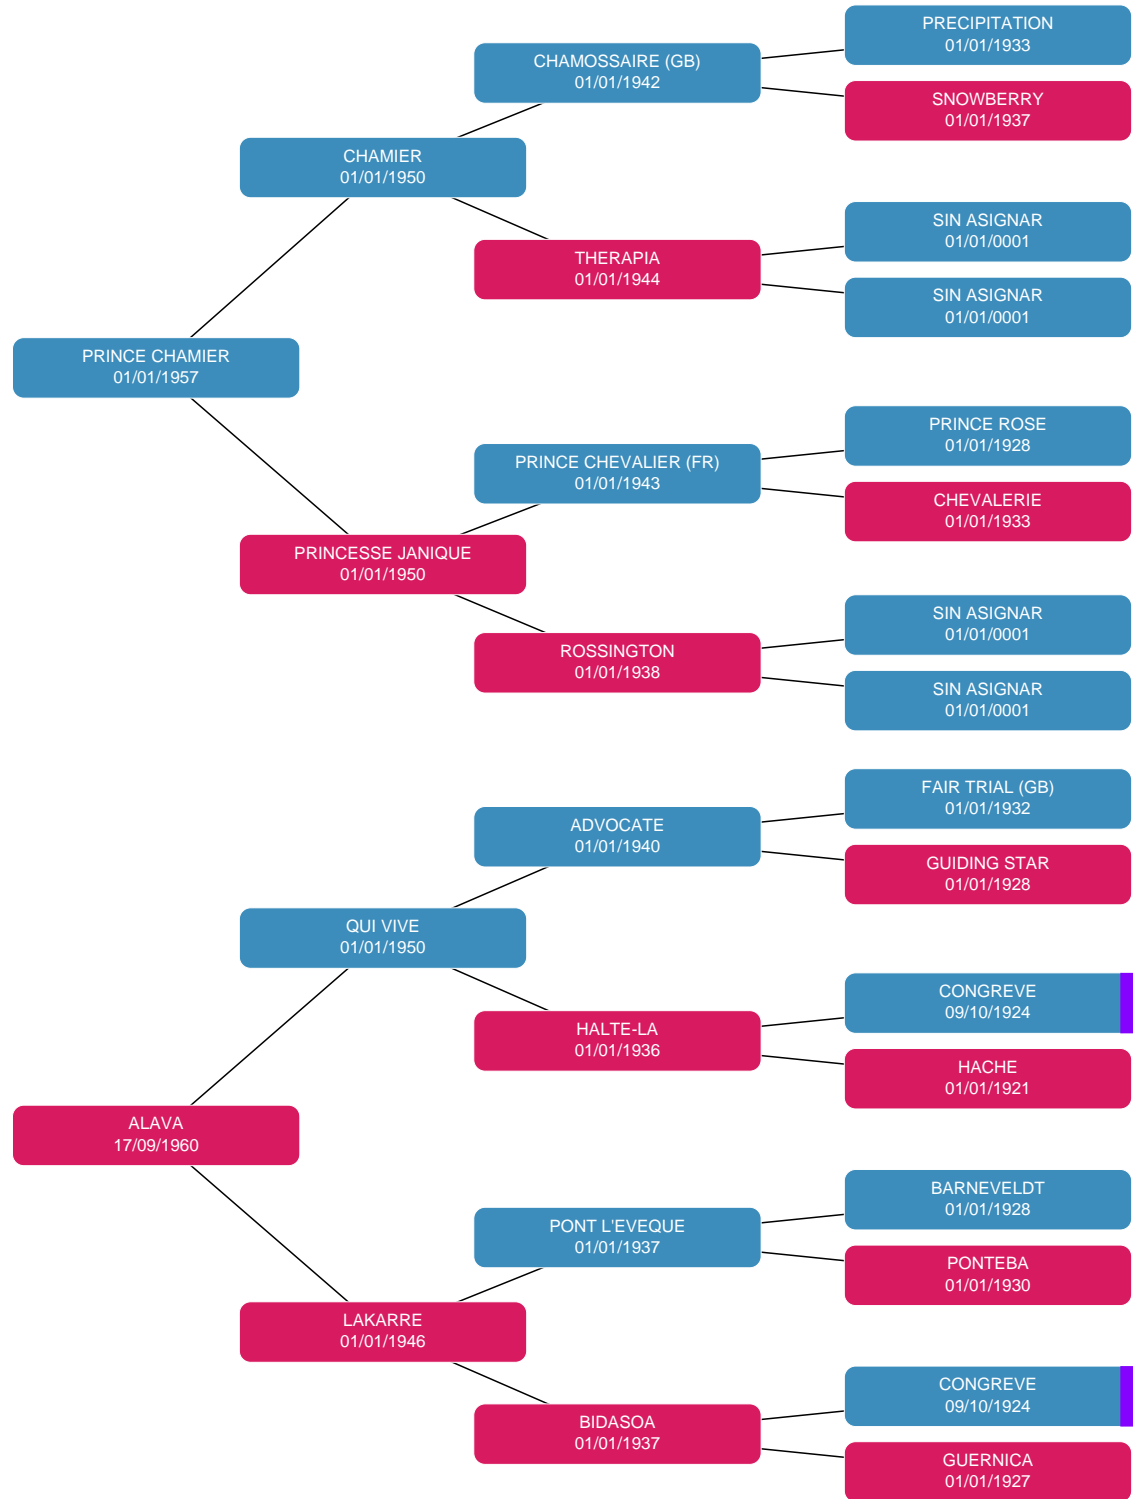 PRECIPITATION
01/01/1933
CHAMOSSAIRE (GB)
01/01/1942
SNOWBERRY
01/01/1937
CHAMIER
01/01/1950
SIN ASIGNAR
01/01/0001
THERAPIA
01/01/1944
SIN ASIGNAR
01/01/0001
PRINCE CHAMIER
01/01/1957
PRINCE ROSE
01/01/1928
PRINCE CHEVALIER (FR)
01/01/1943
CHEVALERIE
01/01/1933
PRINCESSE JANIQUE
01/01/1950
SIN ASIGNAR
01/01/0001
ROSSINGTON
01/01/1938
SIN ASIGNAR
01/01/0001
FAIR TRIAL (GB)
01/01/1932
ADVOCATE
01/01/1940
GUIDING STAR
01/01/1928
QUI VIVE
01/01/1950
CONGREVE
09/10/1924
HALTE-LA
01/01/1936
HACHE
01/01/1921
ALAVA
17/09/1960
BARNEVELDT
01/01/1928
PONT L'EVEQUE
01/01/1937
PONTEBA
01/01/1930
LAKARRE
01/01/1946
CONGREVE
09/10/1924
BIDASOA
01/01/1937
GUERNICA
01/01/1927